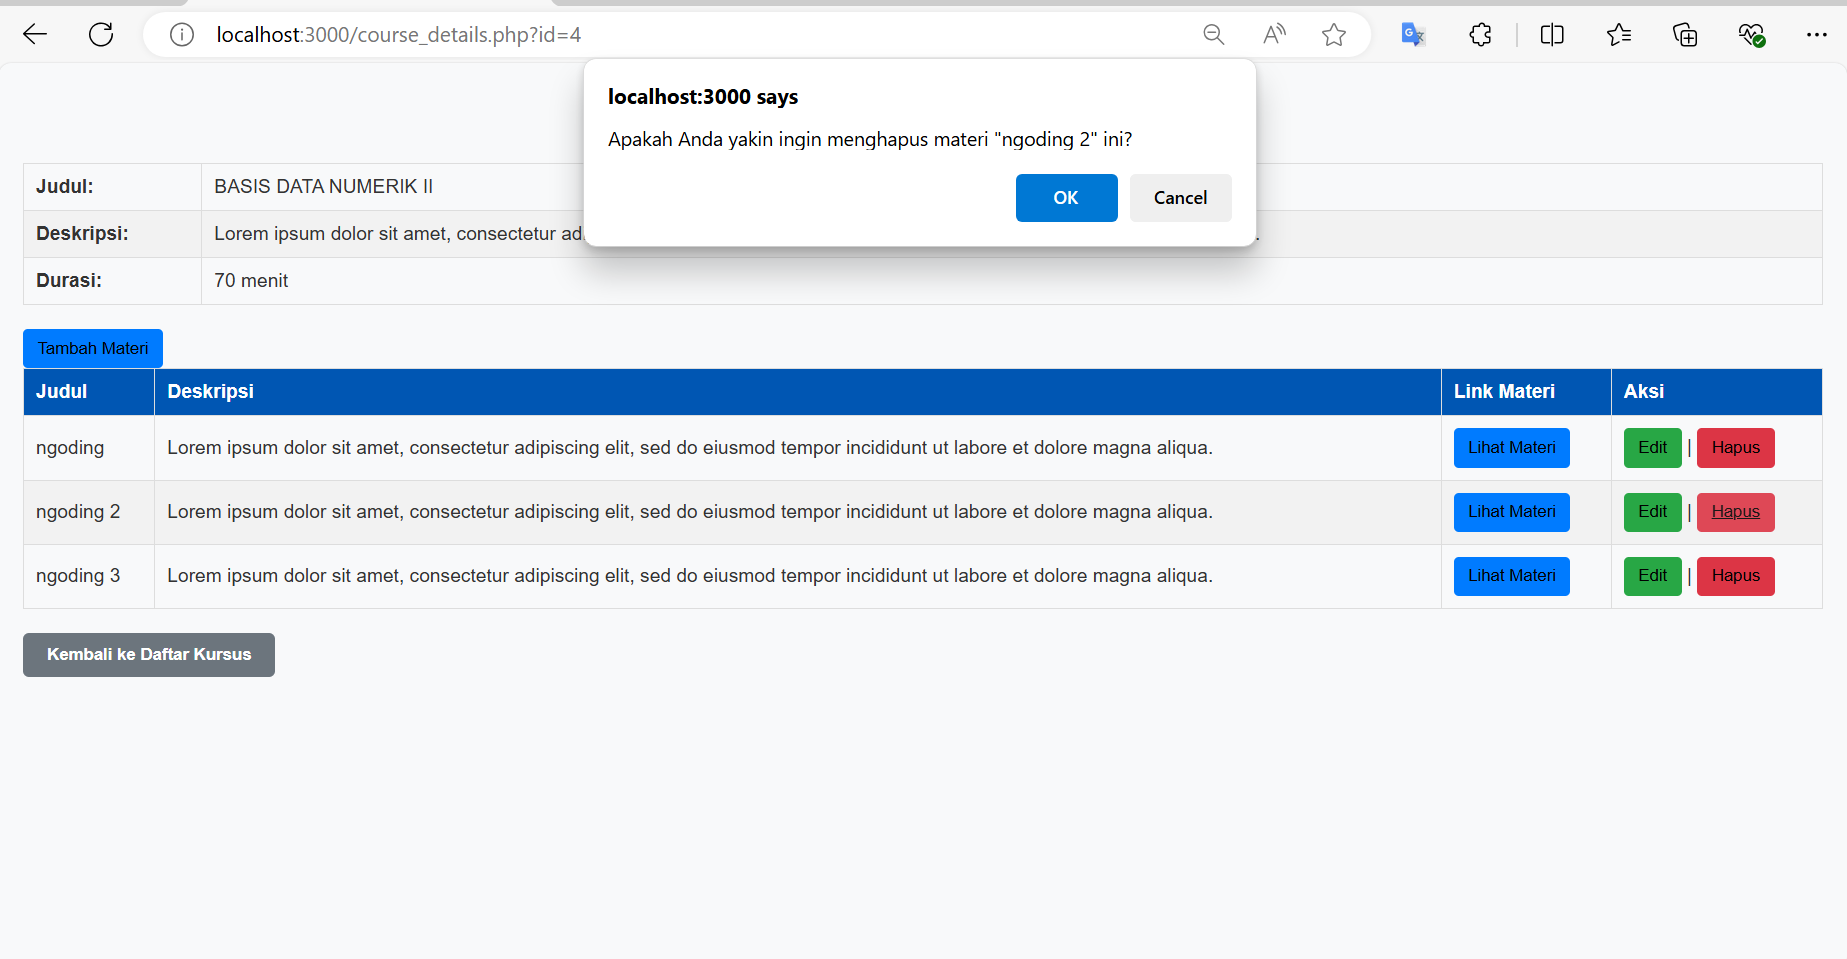 localhost:3000/course_details.php?id=4
localhost:3000 says
Apakah Anda yakin ingin menghapus materi "ngoding 2" ini?
OK Cancel
Judul: BASIS DATA NUMERIK II
Deskripsi: Lorem ipsum dolor sit amet, consectetur ad
Durasi: 70 menit
Tambah Materi
Judul Deskripsi Link Materi Aksi
ngoding Lorem ipsum dolor sit amet, consectetur adipiscing elit, sed do eiusmod tempor incididunt ut labore et dolore magna aliqua. Lihat Materi Edit | Hapus
ngoding 2 Lorem ipsum dolor sit amet, consectetur adipiscing elit, sed do eiusmod tempor incididunt ut labore et dolore magna aliqua. Lihat Materi Edit | Hapus
ngoding 3 Lorem ipsum dolor sit amet, consectetur adipiscing elit, sed do eiusmod tempor incididunt ut labore et dolore magna aliqua. Lihat Materi Edit | Hapus
Kembali ke Daftar Kursus